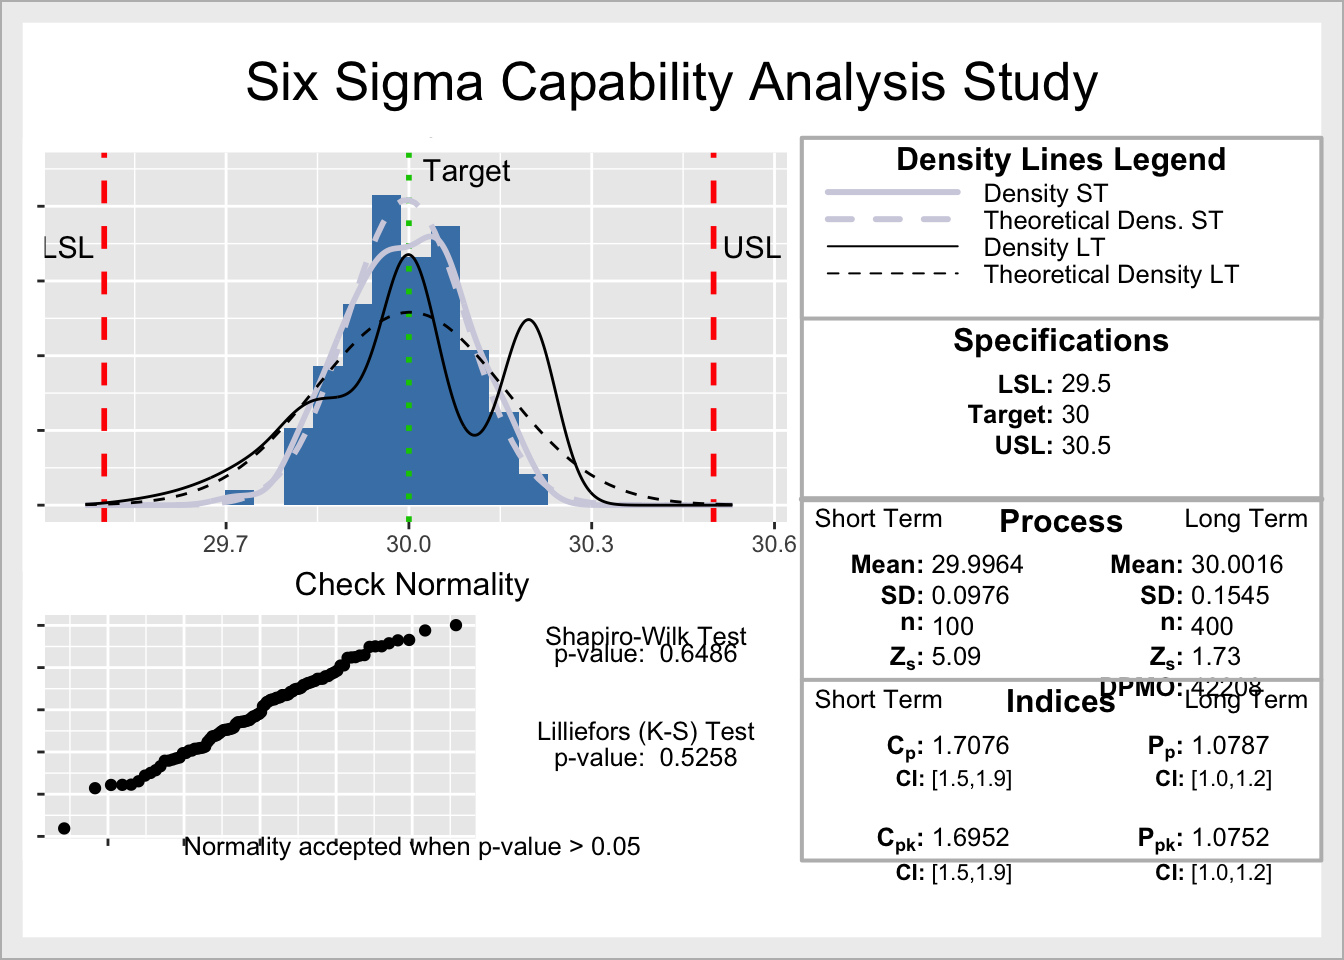 Six Sigma Capability Analysis Study
Target
LSL
USL
29.7 30.0 30.3 30.6
Check Normality
Shapiro-Wilk Test
p-value: 0.6486
Lilliefors (K-S) Test
p-value: 0.5258
Normality accepted when p-value > 0.05
Density Lines Legend
Density ST
Theoretical Dens. ST
Density LT
Theoretical Density LT
Specifications
LSL: 29.5
Target: 30
USL: 30.5
Short Term Process Long Term
Mean: 29.9964 Mean: 30.0016
SD: 0.0976 SD: 0.1545
n: 100 n: 400
Zs: 5.09 Zs: 1.73
DPMO: 42208
Short Term Indices Long Term
Cp: 1.7076 Pp: 1.0787
CI: [1.5,1.9] CI: [1.0,1.2]
Cpk: 1.6952 Ppk: 1.0752
CI: [1.5,1.9] CI: [1.0,1.2]